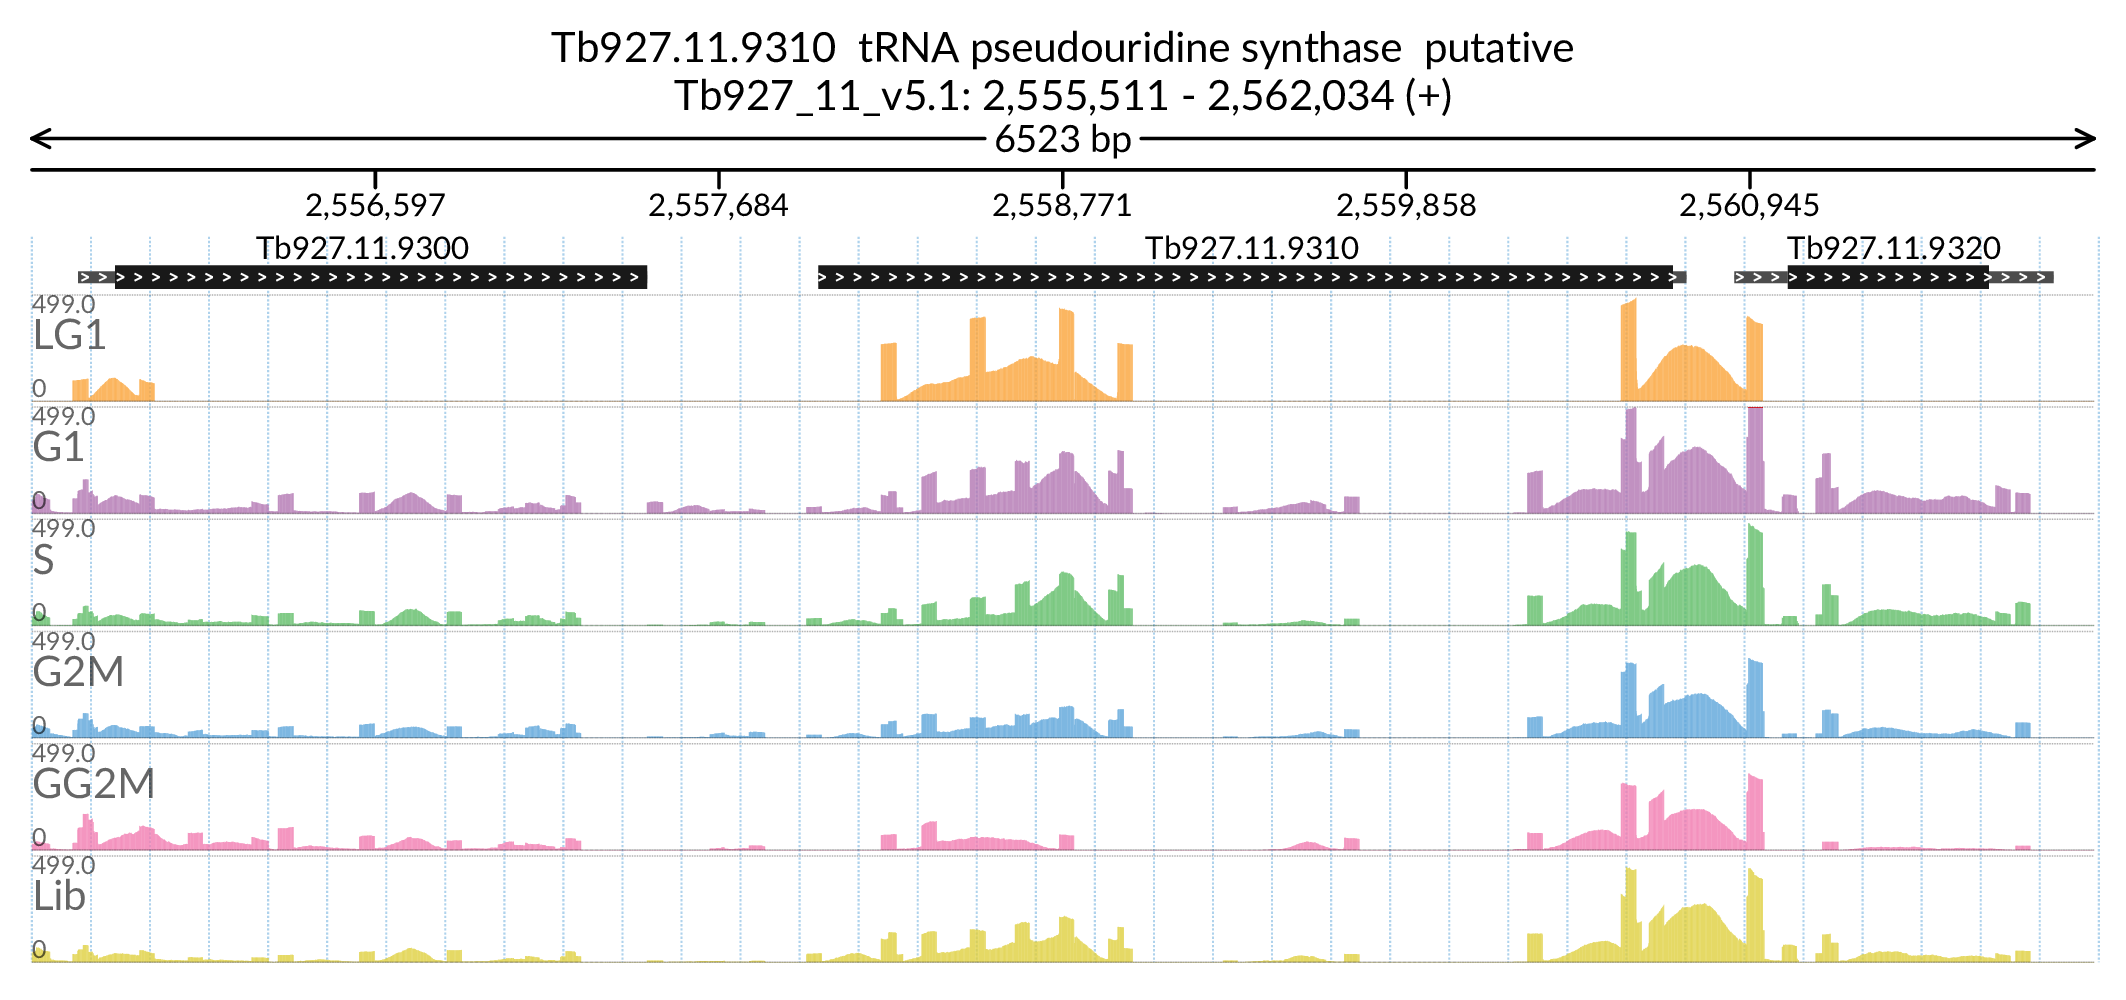 Tb927.11.9310 tRNA pseudouridine synthase putative
Tb927_11_v5.1: 2,555,511 - 2,562,034 (+)
6523 bp
2,556,597 2,557,684 2,558,771 2,559,858 2,560,945
Tb927.11.9300 Tb927.11.9310 Tb927.11.9320
499.0
LG1
0
499.0
G1
0
499.0
S
0
499.0
G2M
0
499.0
GG2M
0
499.0
Lib
0